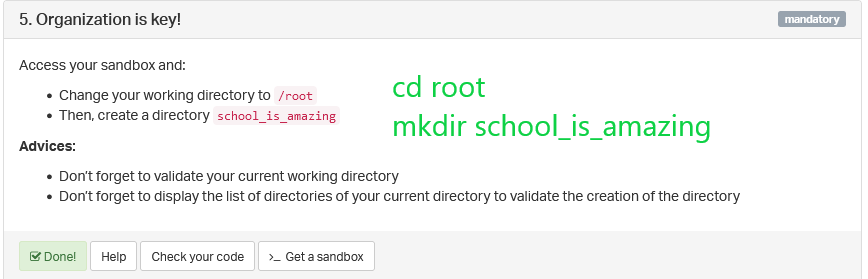 5. Organization is key!
mandatory
Access your sandbox and:
Change your working directory to /root
Then, create a directory school_is_amazing
cd root
mkdir school_is_amazing
Advices:
Don't forget to validate your current working directory
Don't forget to display the list of directories of your current directory to validate the creation of the directory
Done!
Help
Check your code
>_ Get a sandbox